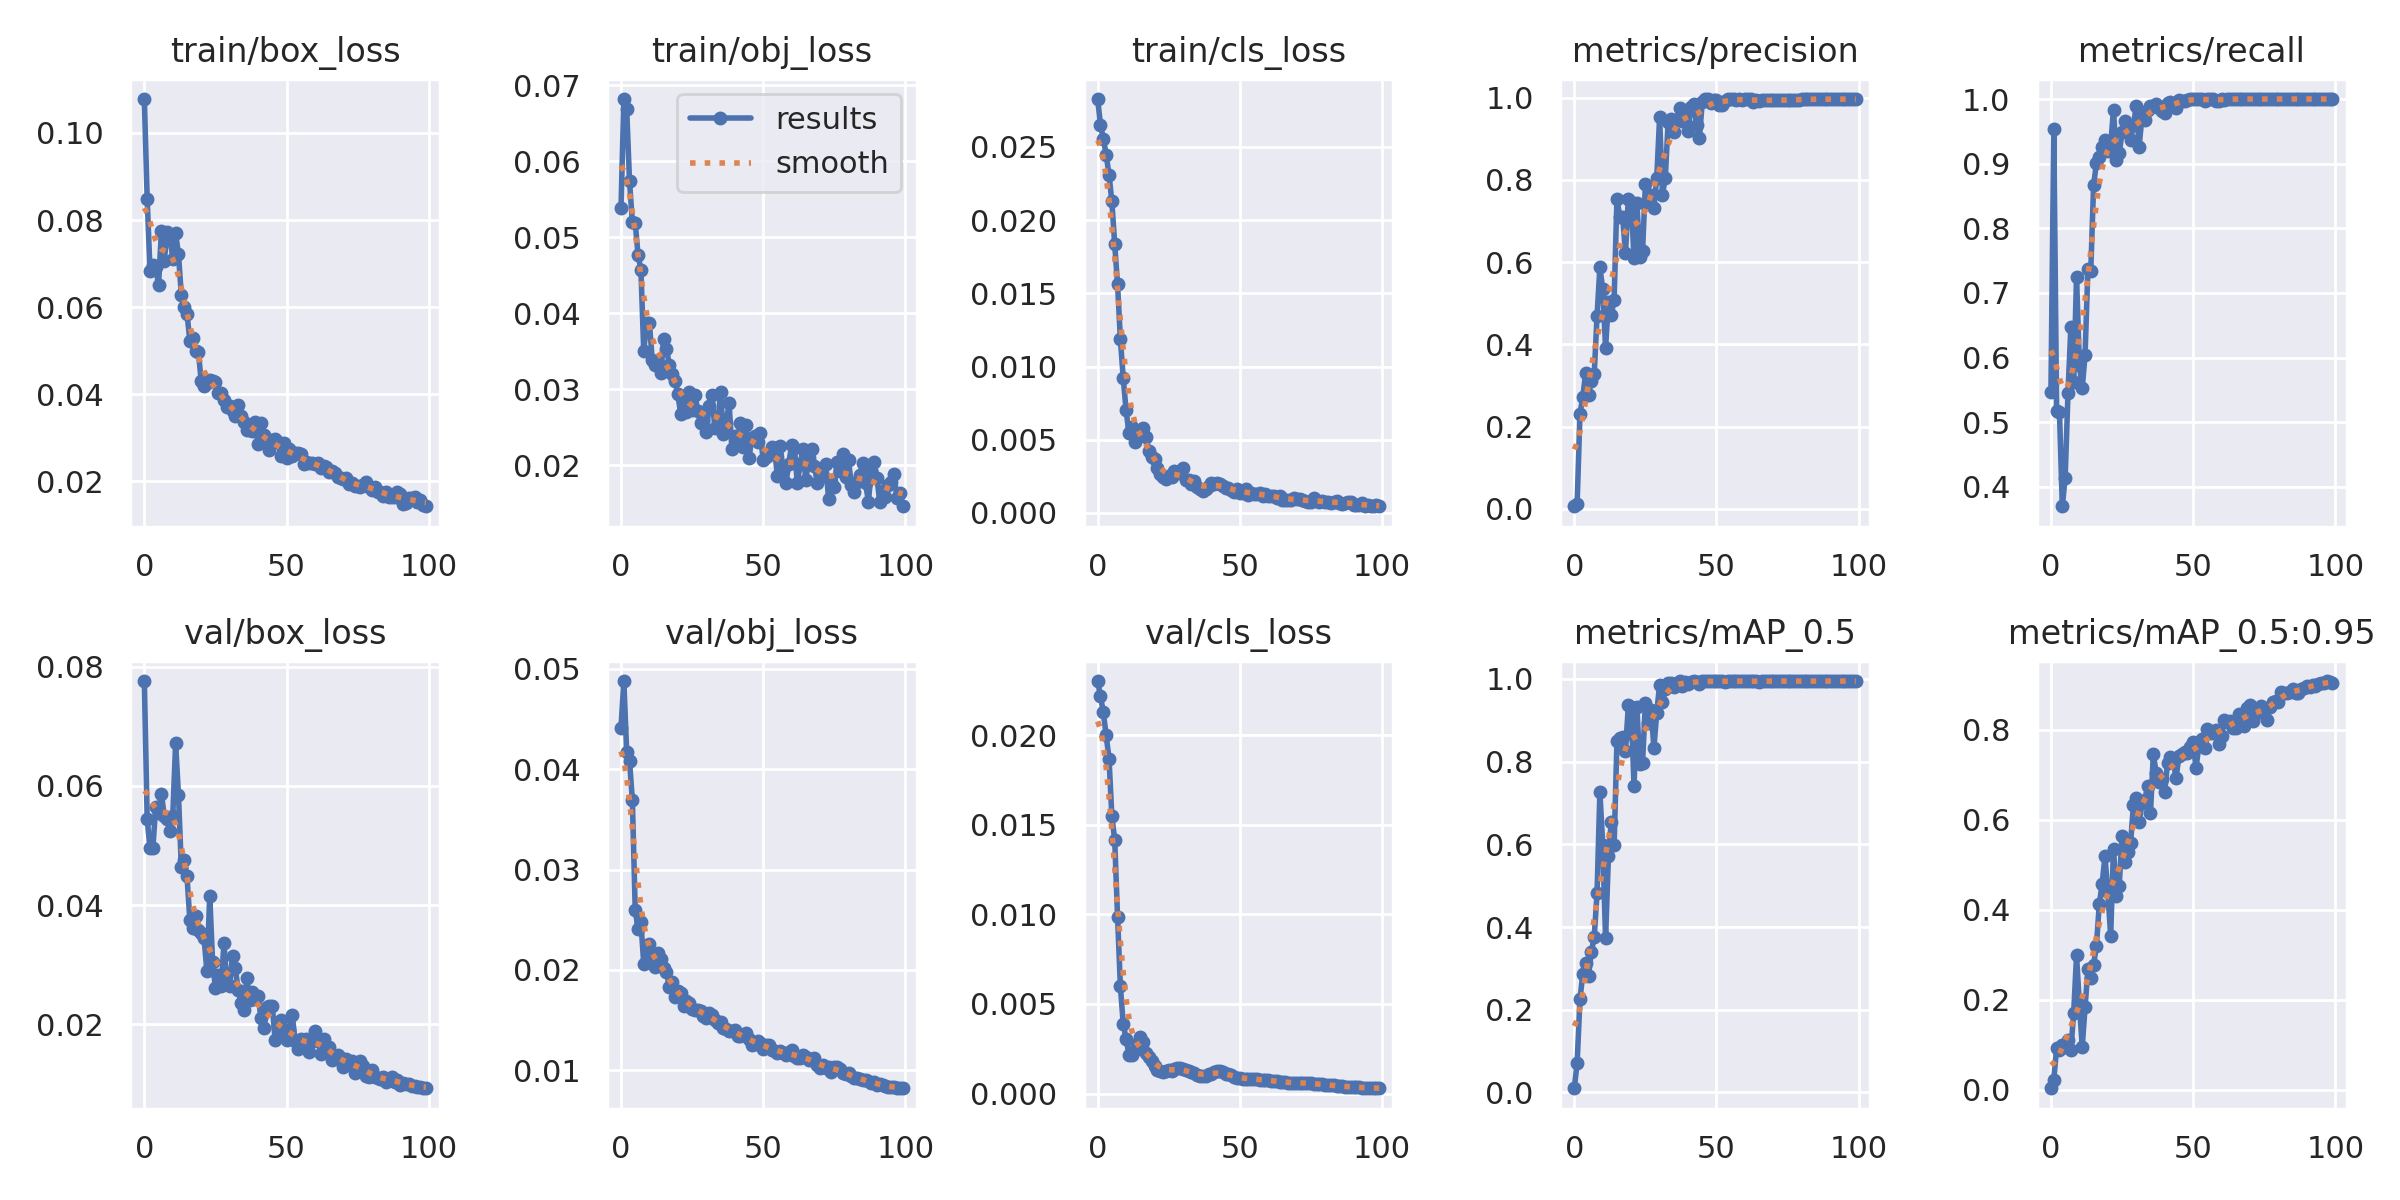 train/box_loss
0.10
0.08
0.06
0.04
0.02
0 50 100
train/obj_loss
0.07
0.06
0.05
0.04
0.03
0.02
results
smooth
0 50 100
train/cls_loss
0.025
0.020
0.015
0.010
0.005
0.000
0 50 100
metrics/precision
1.0
0.8
0.6
0.4
0.2
0.0
0 50 100
metrics/recall
1.0
0.9
0.8
0.7
0.6
0.5
0.4
0 50 100
val/box_loss
0.08
0.06
0.04
0.02
0 50 100
val/obj_loss
0.05
0.04
0.03
0.02
0.01
0 50 100
val/cls_loss
0.020
0.015
0.010
0.005
0.000
0 50 100
metrics/mAP_0.5
1.0
0.8
0.6
0.4
0.2
0.0
0 50 100
metrics/mAP_0.5:0.95
0.8
0.6
0.4
0.2
0.0
0 50 100